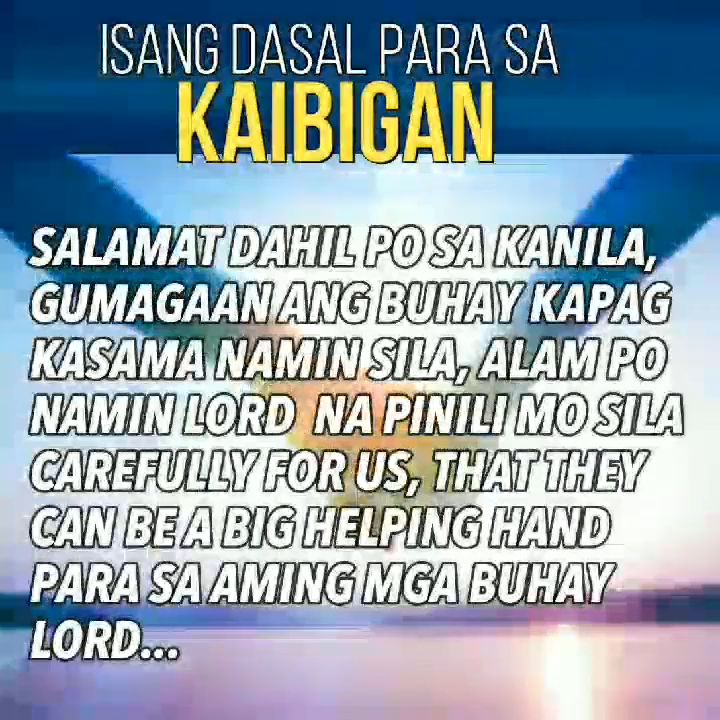 ISANG DASAL PARA SA
KAIBIGAN
SALAMAT DAHIL PO SA KANILA,
GUMAGAAN ANG BUHAY KAPAG
KASAMA NAMIN SILA, ALAM PO
NAMIN LORD NA PINILI MO SILA
CAREFULLY FOR US, THAT THEY
CAN BE A BIG HELPING HAND
PARA SA AMING MGA BUHAY
LORD...